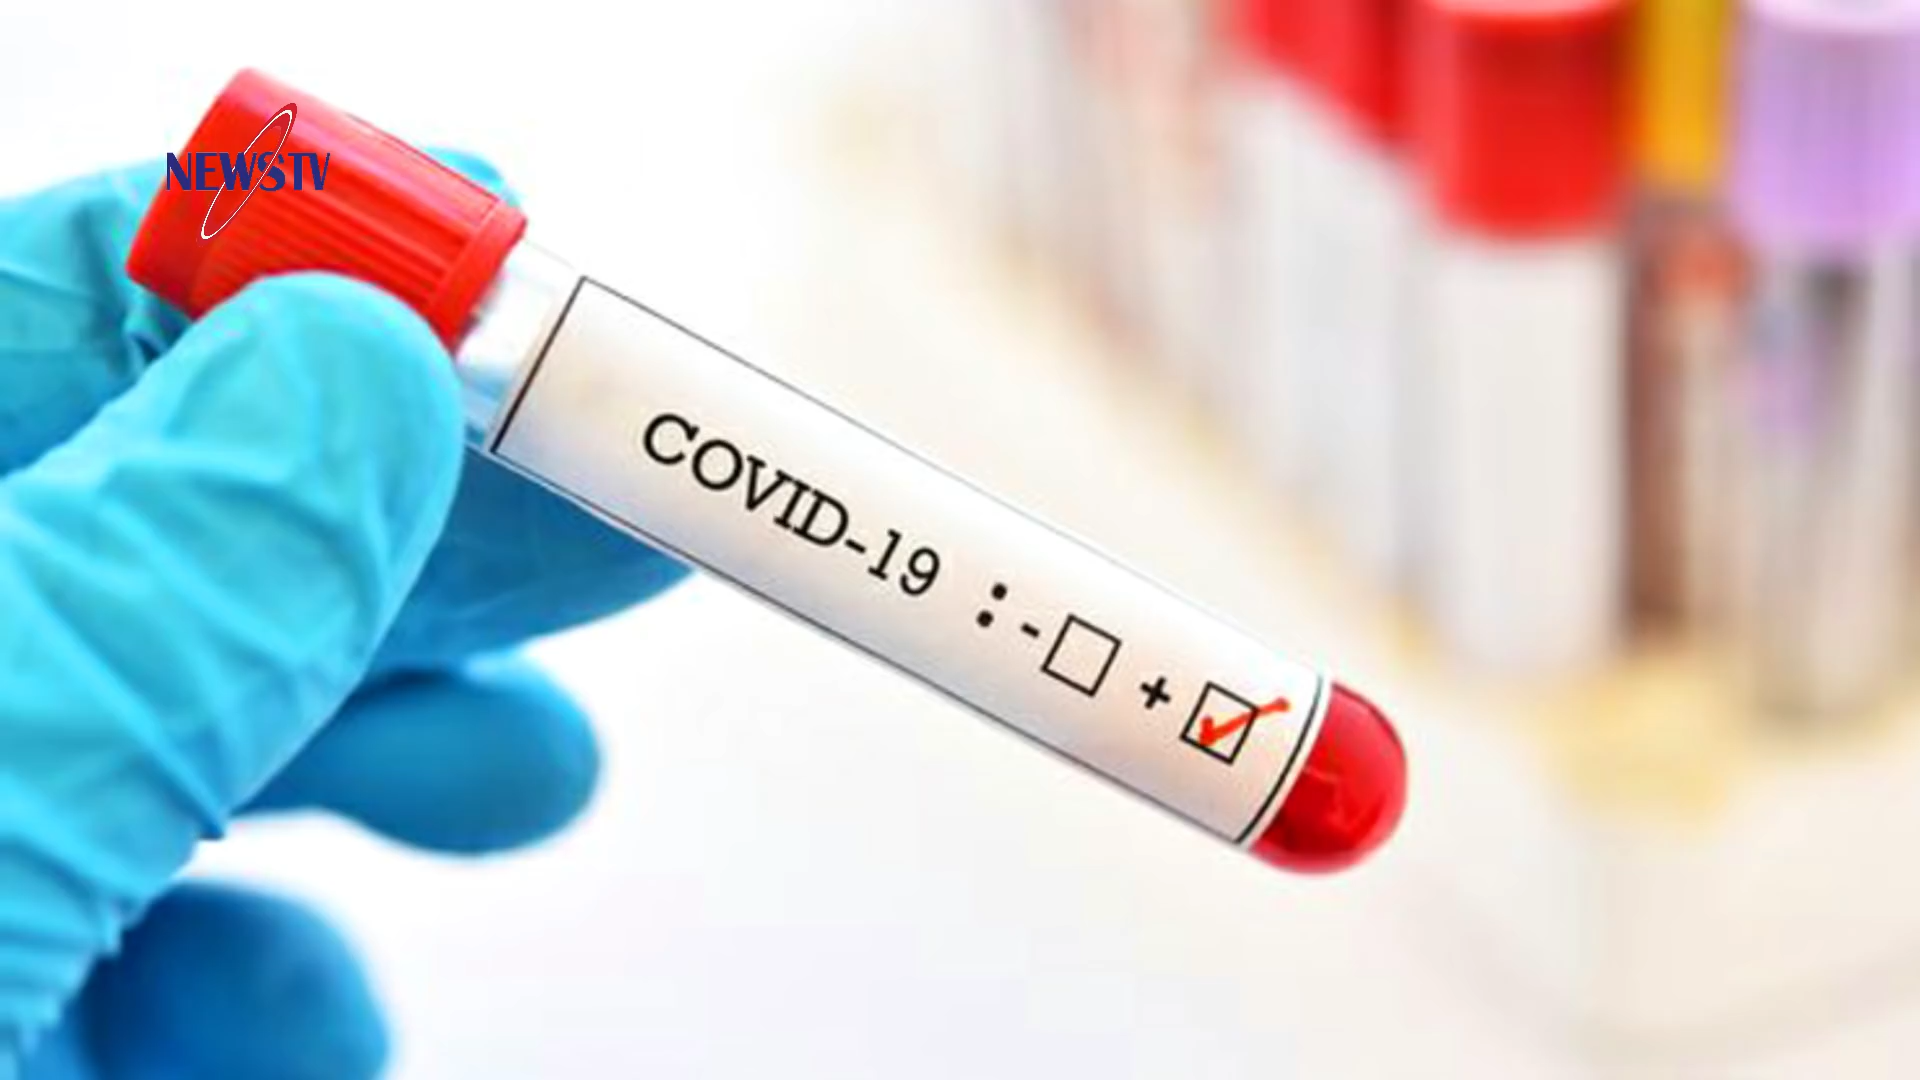 NEWSTV
COVID-19 : - ☐ + ☑